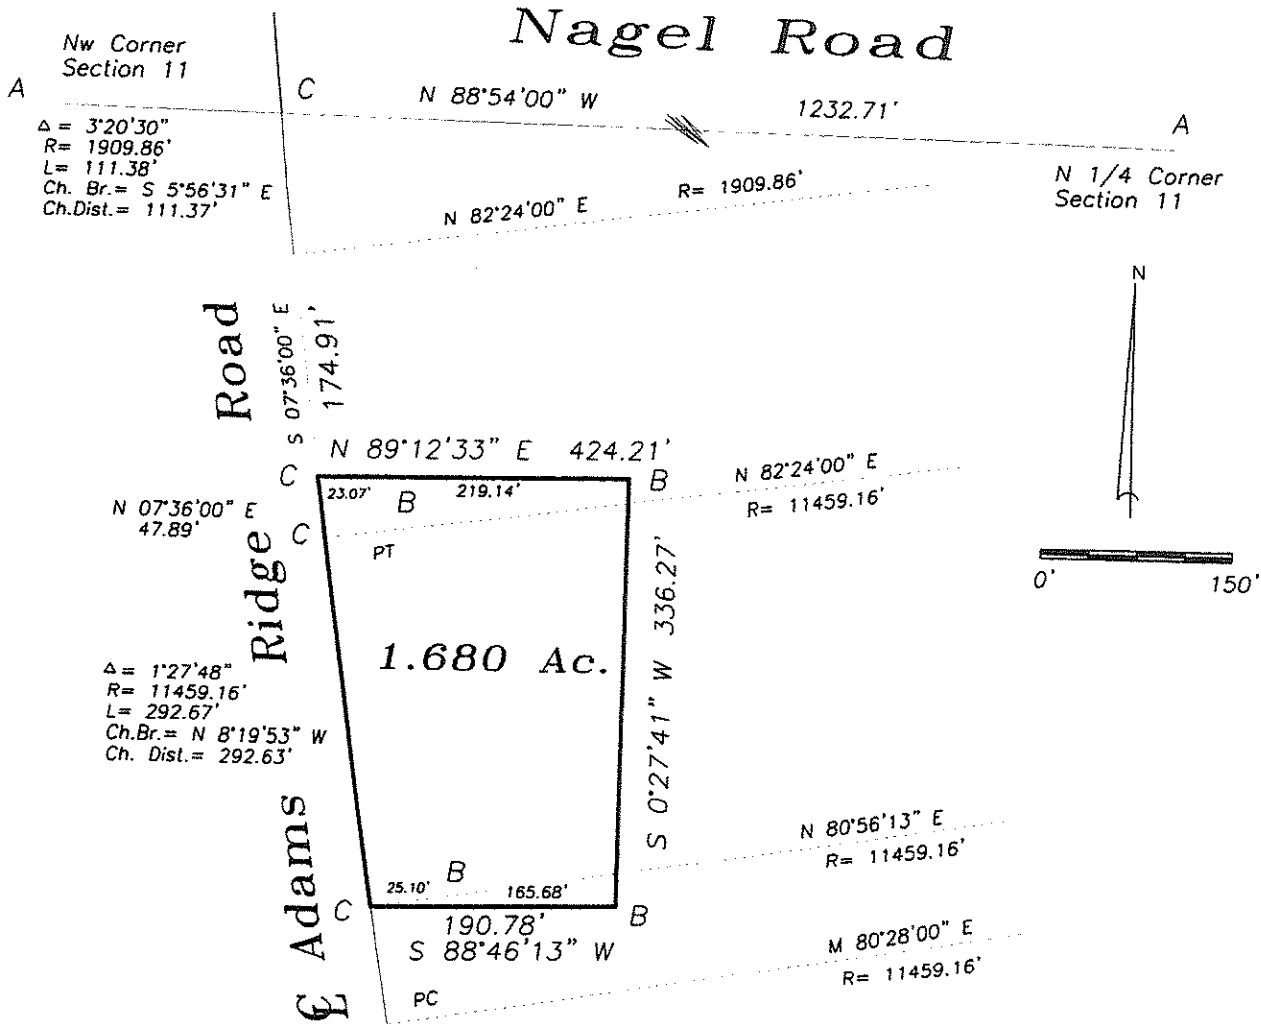 Nagel Road
Nw Corner
Section 11
A
C
N 88°54'00" W
1232.71'
A
Δ = 3°20'30"
R= 1909.86'
L= 111.38'
Ch. Br.= S 5°56'31" E
Ch.Dist.= 111.37'
N 1/4 Corner
Section 11
N 82°24'00" E
R= 1909.86'
N
Road
S 07°36'00" E
174.91'
N 89°12'33" E 424.21'
C
B
23.07'
B
219.14'
N 82°24'00" E
R= 11459.16'
N 07°36'00" E
47.89'
C
PT
0'
150'
Ridge
S 0°27'41" W 336.27'
1.680 Ac.
Δ = 1°27'48"
R= 11459.16'
L= 292.67'
Ch.Br.= N 8°19'53" W
Ch. Dist.= 292.63'
Adams
N 80°56'13" E
R= 11459.16'
25.10'
B
165.68'
C
B
190.78'
S 88°46'13" W
M 80°28'00" E
R= 11459.16'
℄
PC